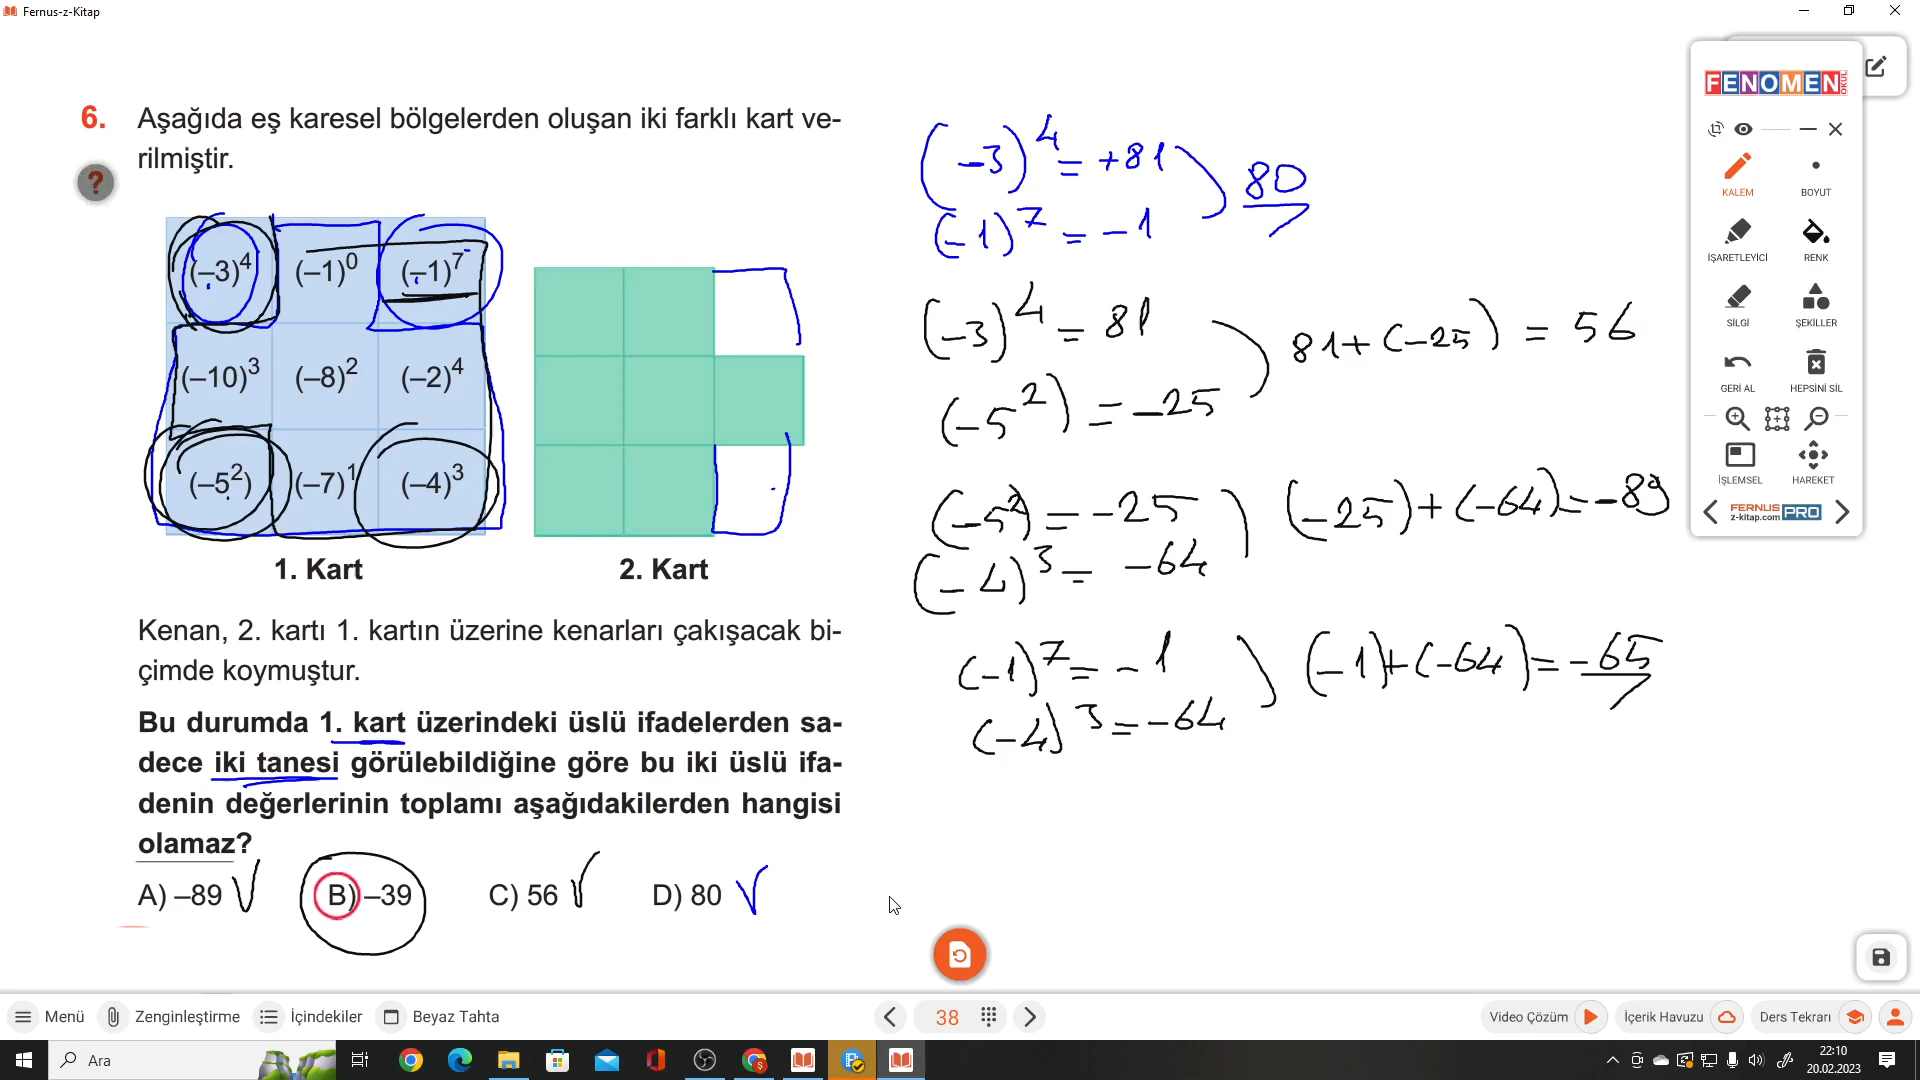 Fernus-z-Kitap
6. Aşağıda eş karesel bölgelerden oluşan iki farklı kart ve-
rilmiştir.
?
(–3)⁴ (–1)⁰ (–1)⁷
(–10)³ (–8)² (–2)⁴
(–5²) (–7)¹ (–4)³
1. Kart
2. Kart
Kenan, 2. kartı 1. kartın üzerine kenarları çakışacak bi-
çimde koymuştur.
Bu durumda 1. kart üzerindeki üslü ifadelerden sa-
dece iki tanesi görülebildiğine göre bu iki üslü ifa-
denin değerlerinin toplamı aşağıdakilerden hangisi
olamaz?
A) –89 B) –39 C) 56 D) 80
(-3)⁴ = +81
80
(-1)⁷ = -1
(-3)⁴ = 81
81+(-25) = 56
(-5²) = -25
(-5²) = -25
(-25)+(-64)=-89
(-4)³ = -64
(-1)⁷ = -1
(-1)+(-64)=-65
(-4)³ = -64
FENOMEN OKUL
KALEM BOYUT
İŞARETLEYİCİ RENK
SİLGİ ŞEKİLLER
GERİ AL HEPSİNİ SİL
İŞLEMSEL HAREKET
FERNUS
z-kitap.com PRO
Menü Zenginleştirme İçindekiler Beyaz Tahta 38 Video Çözüm İçerik Havuzu Ders Tekrarı
Ara
22:10
20.02.2023